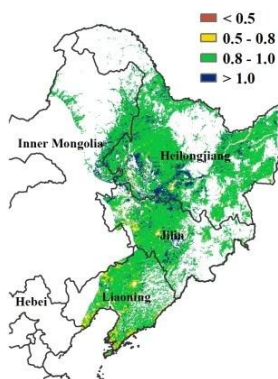 < 0.5
0.5 - 0.8
0.8 - 1.0
> 1.0
Inner Mongolia
Heilongjiang
Jilin
Liaoning
Hebei